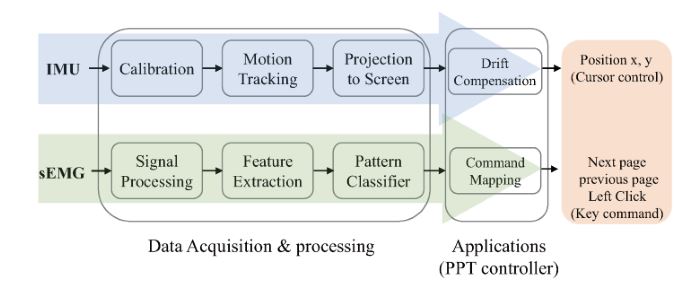 IMU
Calibration
Motion
Tracking
Projection
to Screen
Drift
Compensation
Position x, y
(Cursor control)
sEMG
Signal
Processing
Feature
Extraction
Pattern
Classifier
Command
Mapping
Next page
previous page
Left Click
(Key command)
Data Acquisition & processing
Applications
(PPT controller)